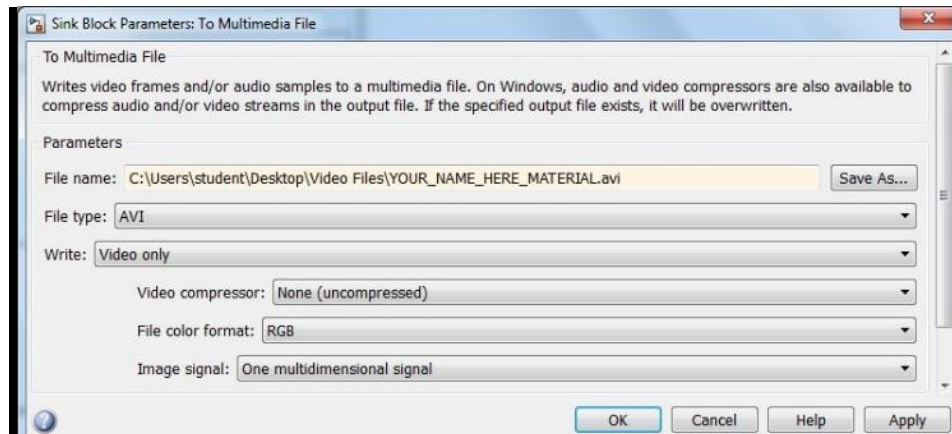 Sink Block Parameters: To Multimedia File
To Multimedia File
Writes video frames and/or audio samples to a multimedia file. On Windows, audio and video compressors are also available to
compress audio and/or video streams in the output file. If the specified output file exists, it will be overwritten.
Parameters
File name: C:\Users\student\Desktop\Video Files\YOUR_NAME_HERE_MATERIAL.avi Save As...
File type: AVI
Write: Video only
Video compressor: None (uncompressed)
File color format: RGB
Image signal: One multidimensional signal
OK Cancel Help Apply